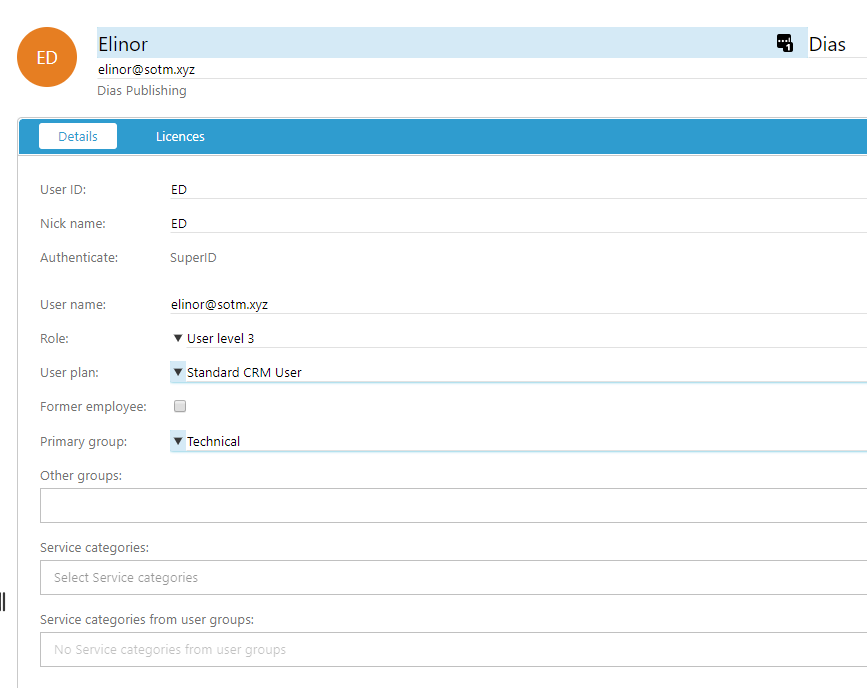 ED
Elinor Dias
elinor@sotm.xyz
Dias Publishing
Details Licences
User ID: ED
Nick name: ED
Authenticate: SuperID
User name: elinor@sotm.xyz
Role: User level 3
User plan: Standard CRM User
Former employee:
Primary group: Technical
Other groups:
Service categories:
Select Service categories
Service categories from user groups:
No Service categories from user groups